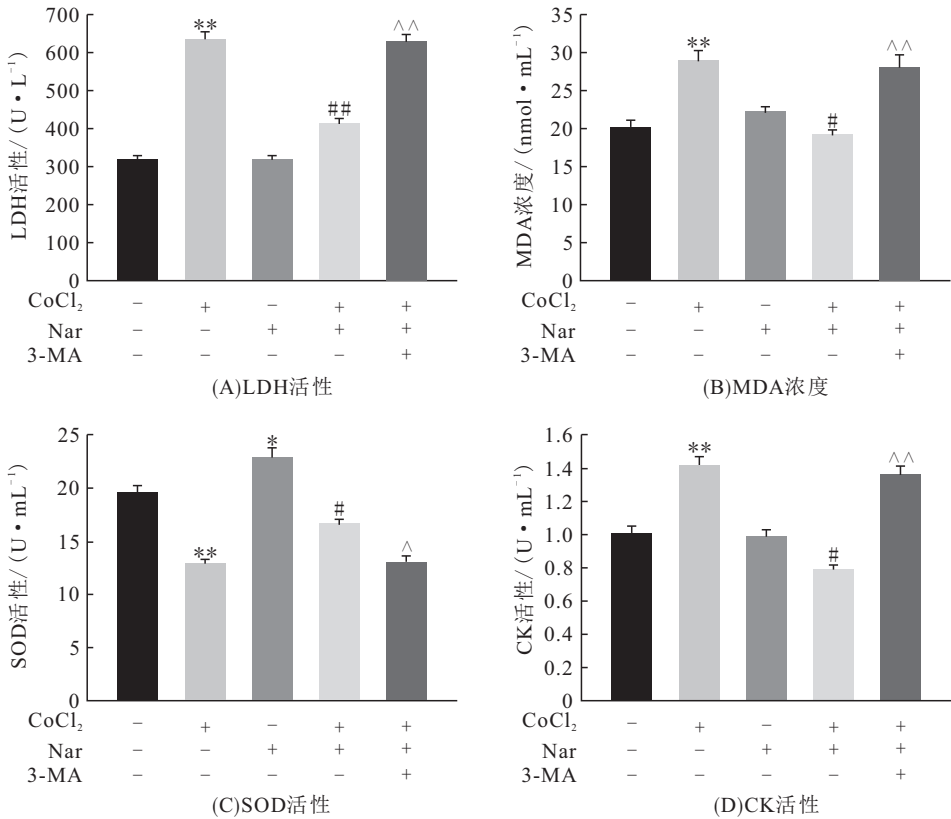 LDH活性/(U·L⁻¹)
700
600
500
400
300
200
100
0
**
##
^^
CoCl₂ − + − + +
Nar − − + + +
3-MA − − − − +
(A)LDH活性
MDA浓度/(nmol·mL⁻¹)
35
30
25
20
15
10
5
0
**
#
^^
CoCl₂ − + − + +
Nar − − + + +
3-MA − − − − +
(B)MDA浓度
SOD活性/(U·mL⁻¹)
25
20
15
10
5
0
**
*
#
^
CoCl₂ − + − + +
Nar − − + + +
3-MA − − − − +
(C)SOD活性
CK活性/(U·mL⁻¹)
1.6
1.4
1.2
1.0
0.8
0.6
0.4
0.2
0
**
#
^^
CoCl₂ − + − + +
Nar − − + + +
3-MA − − − − +
(D)CK活性